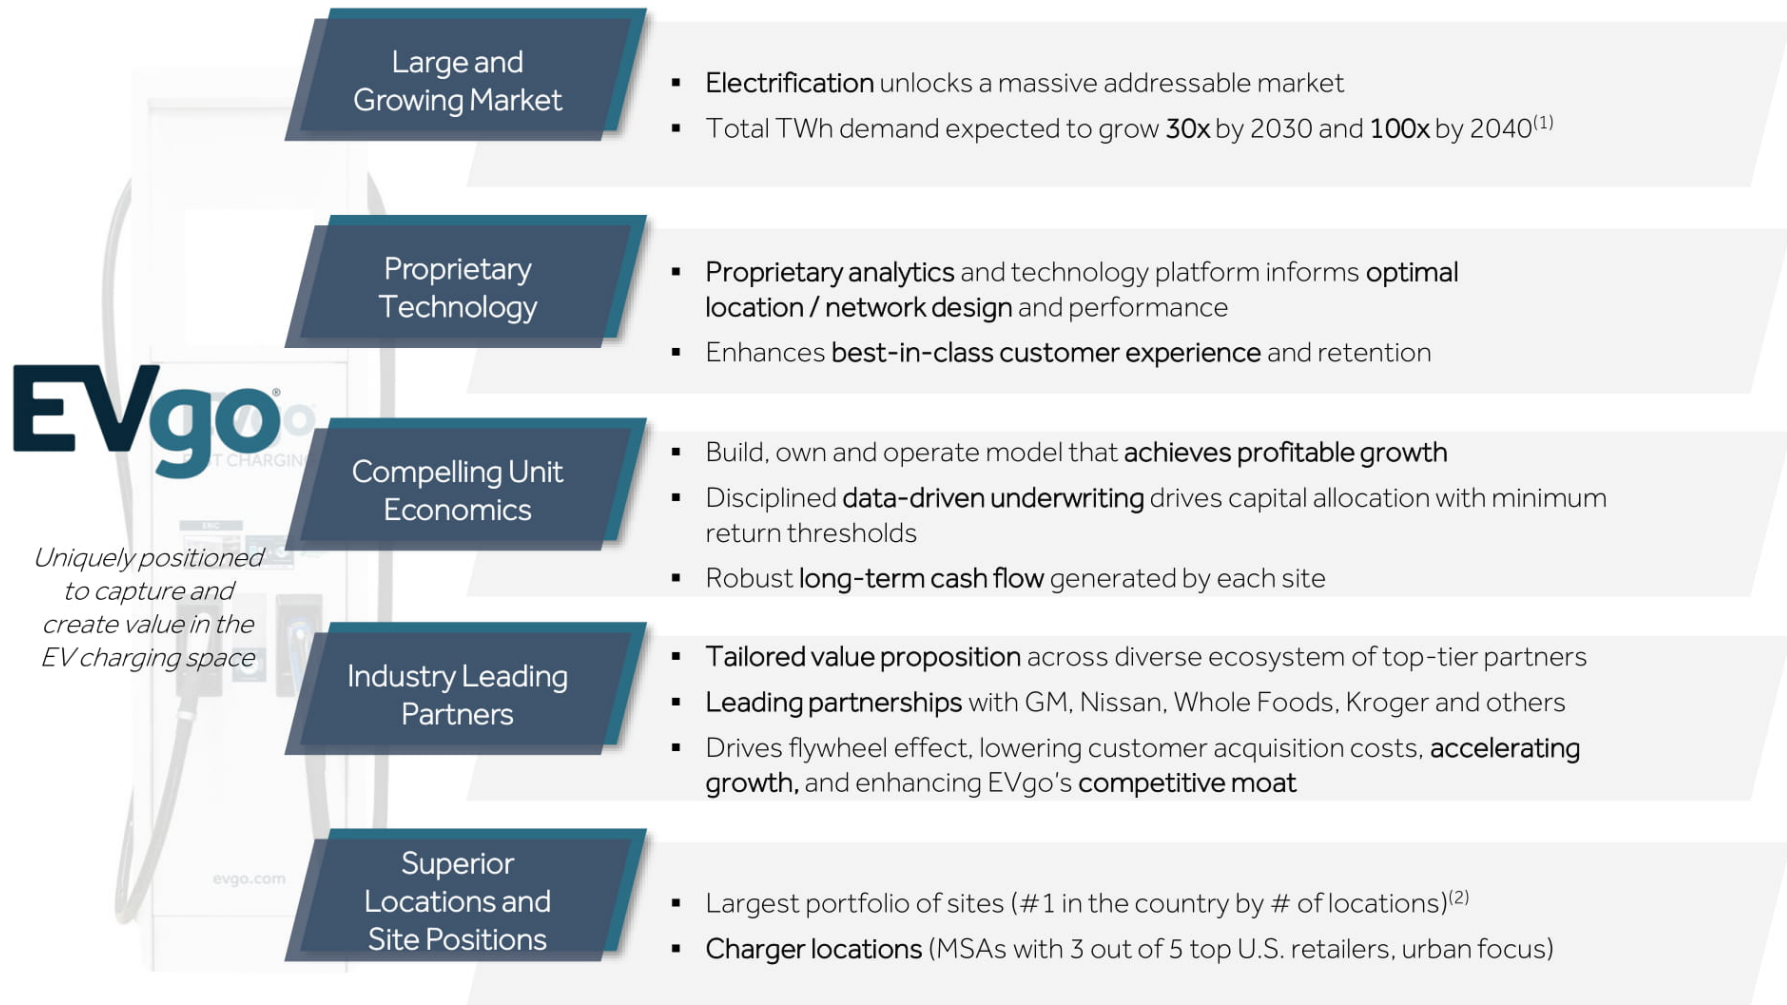 Large and
Growing Market
▪ Electrification unlocks a massive addressable market
▪ Total TWh demand expected to grow 30x by 2030 and 100x by 2040(1)
Proprietary
Technology
▪ Proprietary analytics and technology platform informs optimal
location / network design and performance
▪ Enhances best-in-class customer experience and retention
EVgo®
Uniquely positioned
to capture and
create value in the
EV charging space
Compelling Unit
Economics
▪ Build, own and operate model that achieves profitable growth
▪ Disciplined data-driven underwriting drives capital allocation with minimum
return thresholds
▪ Robust long-term cash flow generated by each site
Industry Leading
Partners
▪ Tailored value proposition across diverse ecosystem of top-tier partners
▪ Leading partnerships with GM, Nissan, Whole Foods, Kroger and others
▪ Drives flywheel effect, lowering customer acquisition costs, accelerating
growth, and enhancing EVgo's competitive moat
Superior
Locations and
Site Positions
▪ Largest portfolio of sites (#1 in the country by # of locations)(2)
▪ Charger locations (MSAs with 3 out of 5 top U.S. retailers, urban focus)
evgo.com